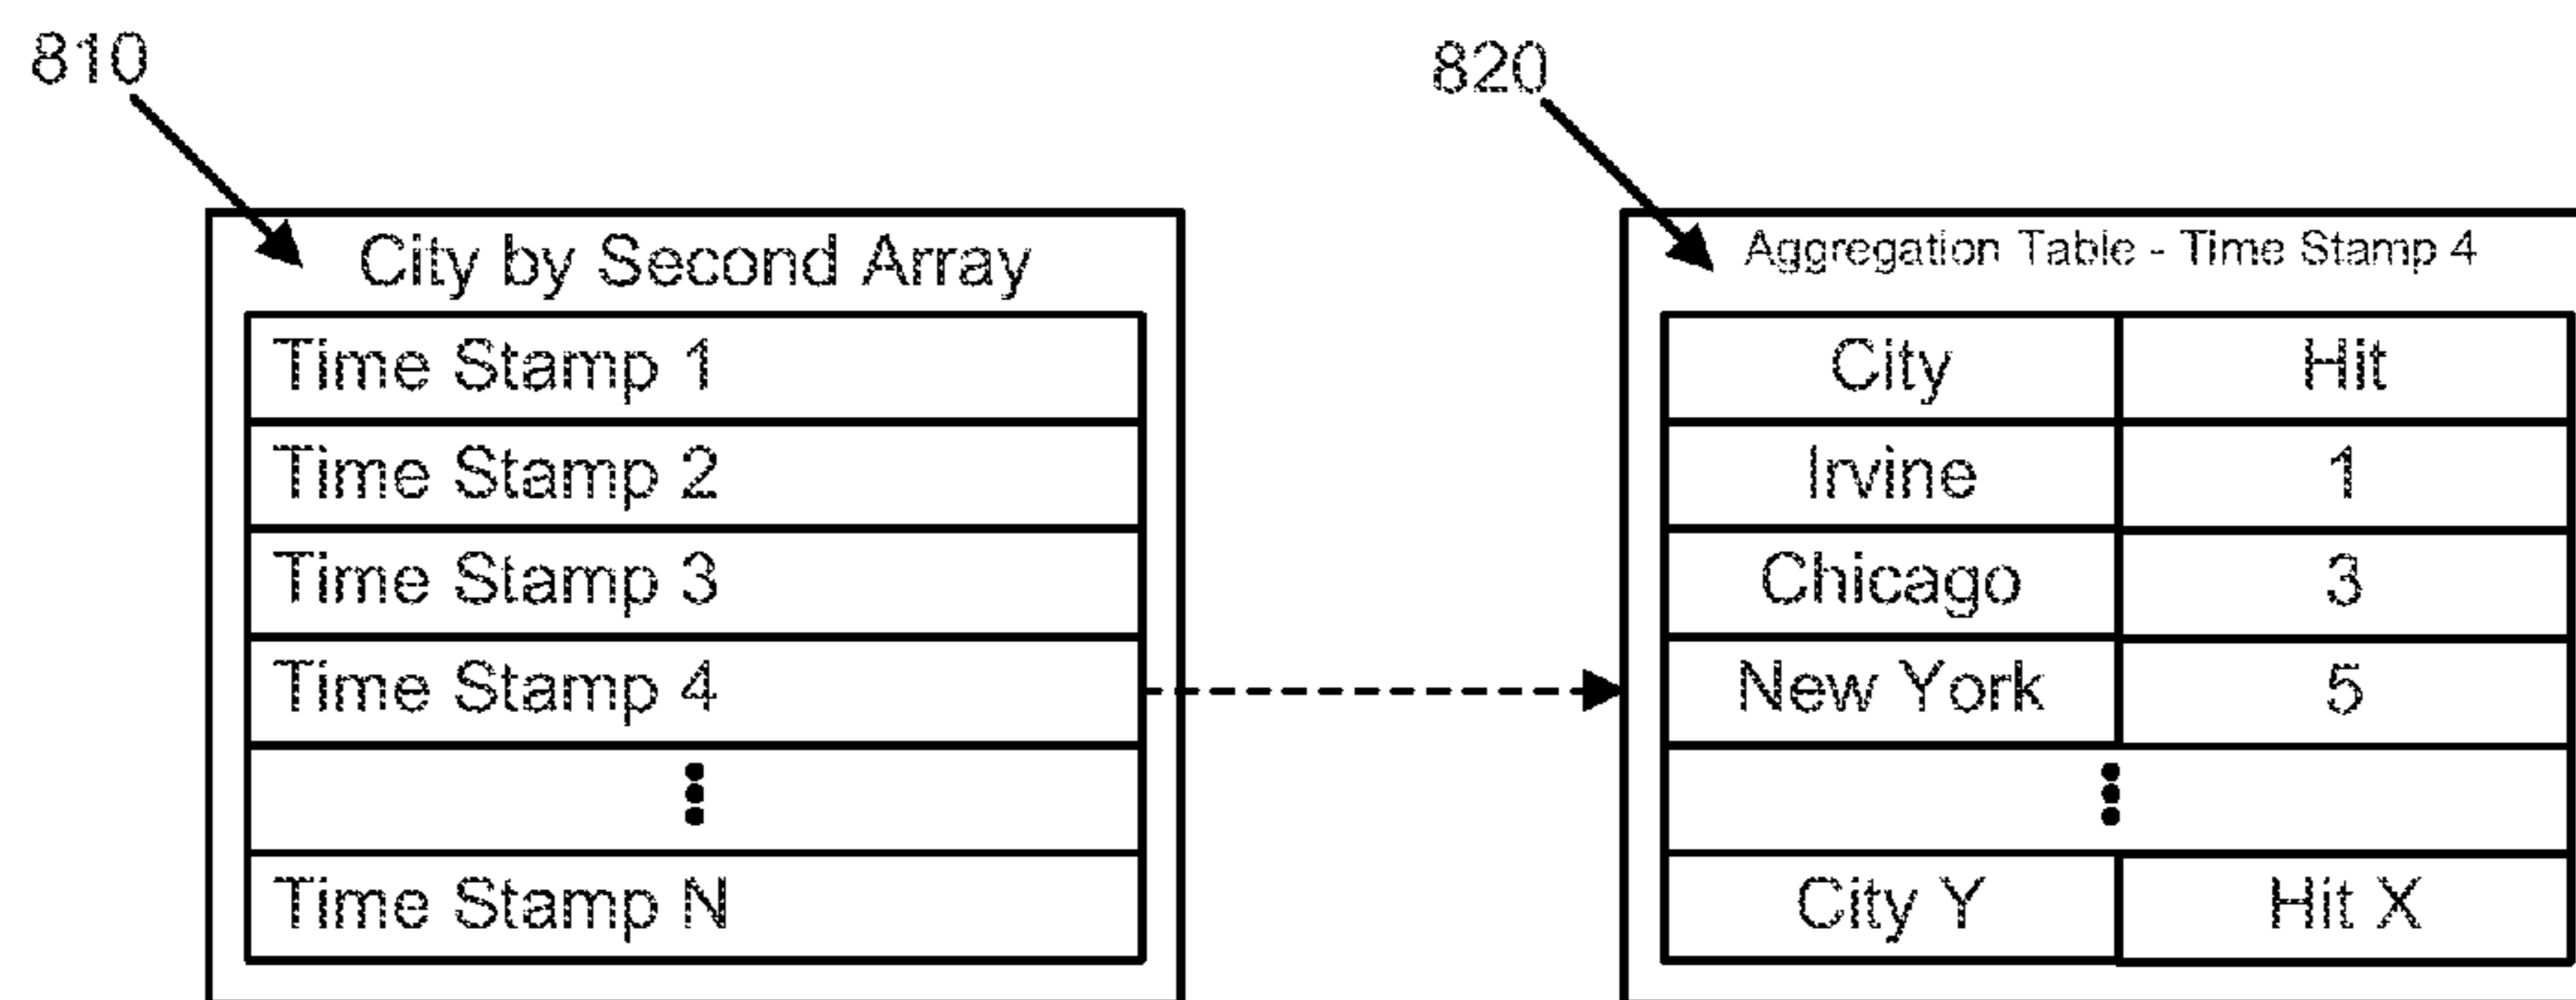 810
820
City by Second Array
Time Stamp 1
Time Stamp 2
Time Stamp 3
Time Stamp 4
Time Stamp N
Aggregation Table - Time Stamp 4
City Hit
Irvine 1
Chicago 3
New York 5
City Y Hit X